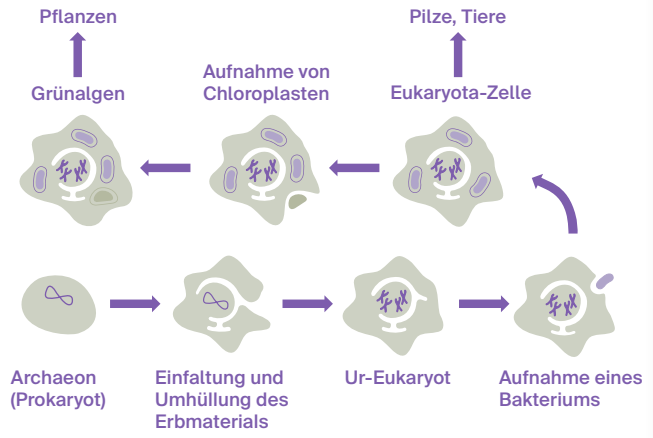 Pflanzen
Pilze, Tiere
Grünalgen
Aufnahme von
Chloroplasten
Eukaryota-Zelle
Archaeon
(Prokaryot)
Einfaltung und
Umhüllung des
Erbmaterials
Ur-Eukaryot
Aufnahme eines
Bakteriums